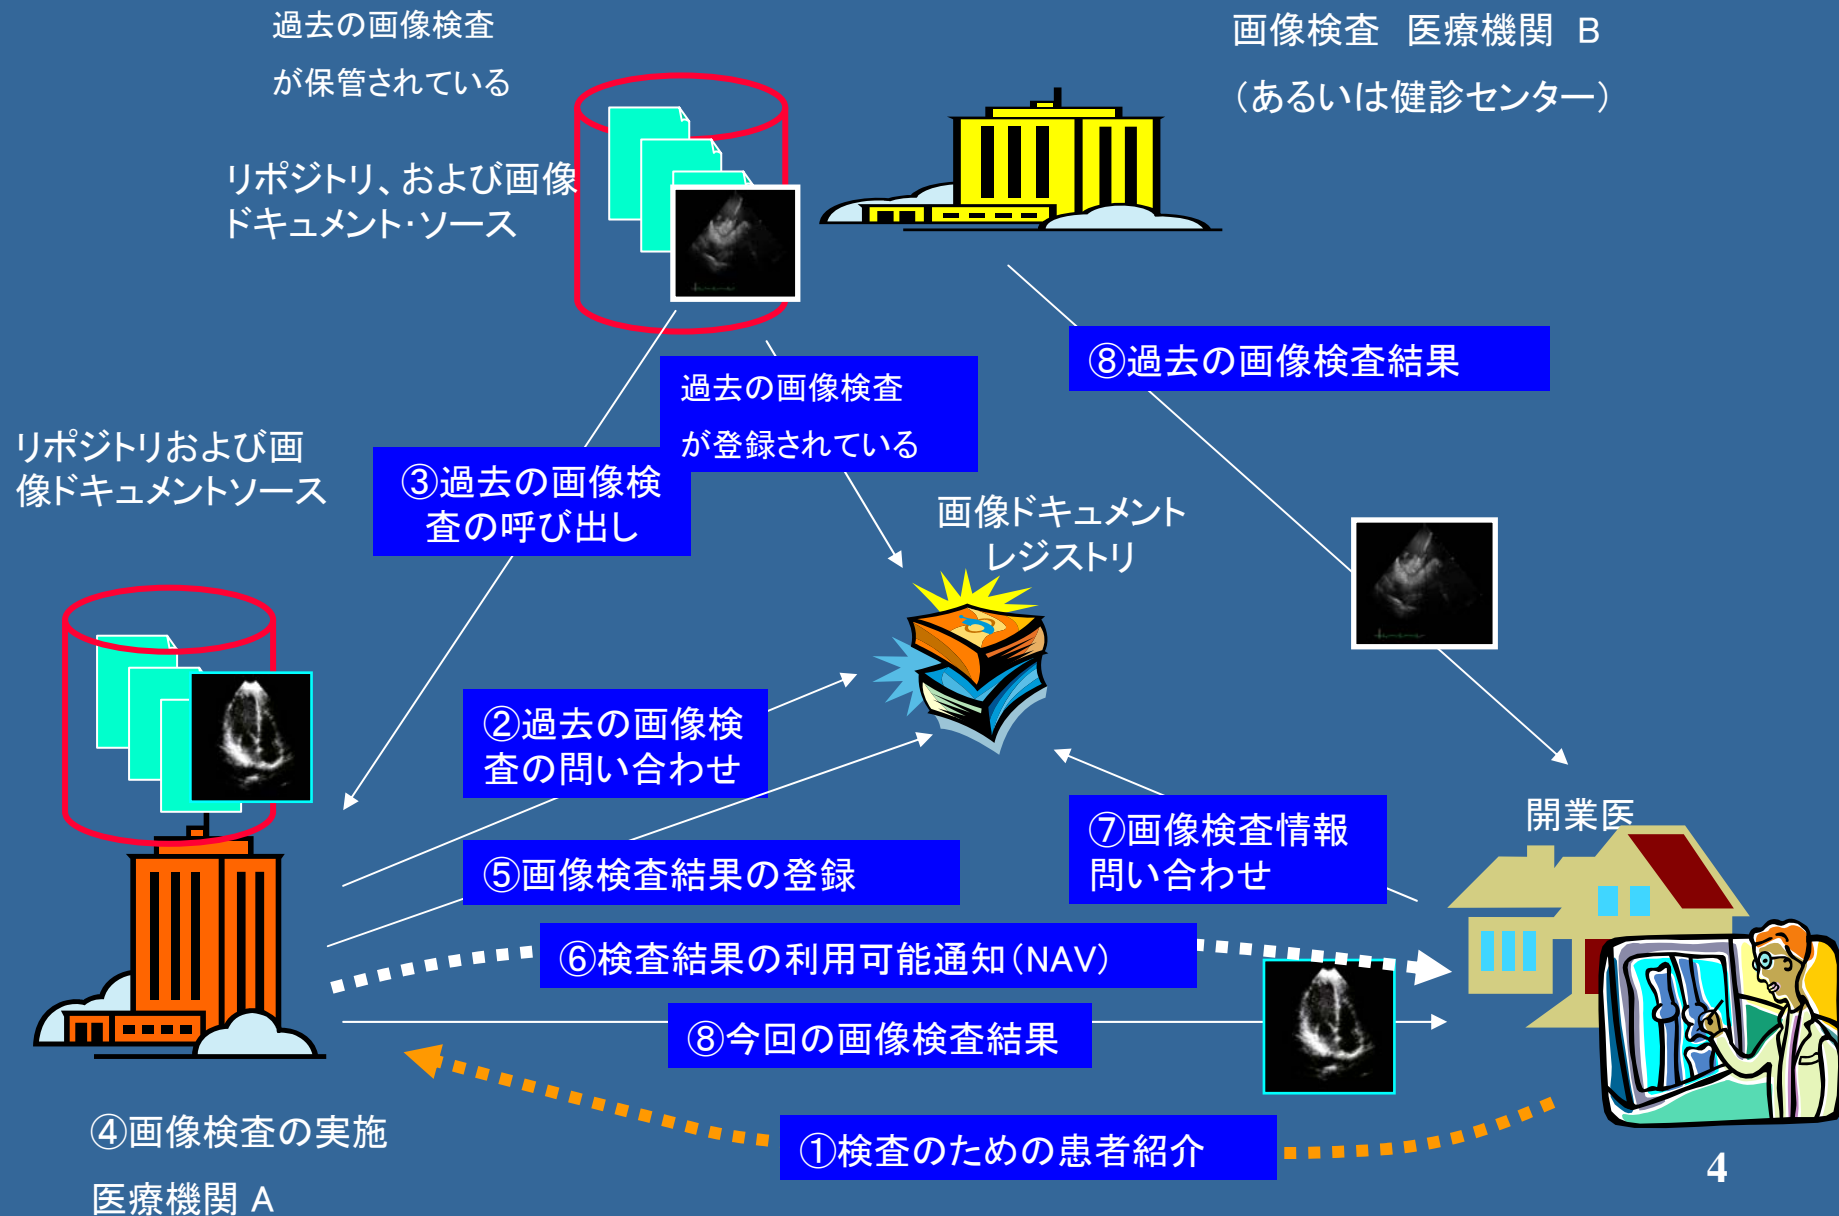 過去の画像検査
が保管されている
画像検査　医療機関 B
（あるいは健診センター）
リポジトリ、および画像
ドキュメント・ソース
⑧過去の画像検査結果
過去の画像検査
が登録されている
リポジトリおよび画
像ドキュメントソース
③過去の画像検
査の呼び出し
画像ドキュメント
レジストリ
②過去の画像検
査の問い合わせ
開業医
⑦画像検査情報
問い合わせ
⑤画像検査結果の登録
⑥検査結果の利用可能通知（NAV）
⑧今回の画像検査結果
④画像検査の実施
医療機関 A
①検査のための患者紹介
4